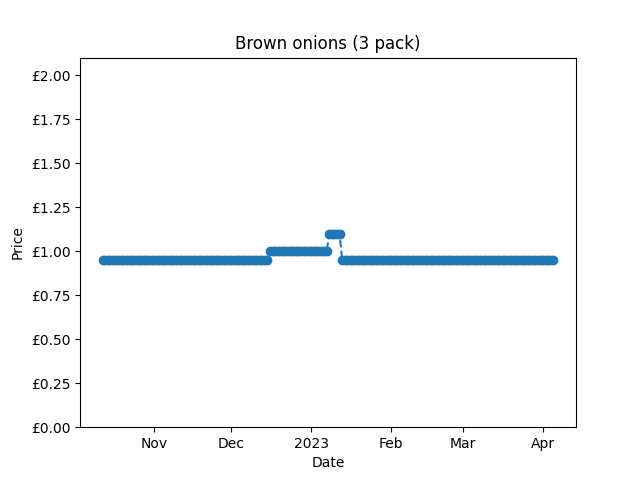 Brown onions (3 pack)
£2.00
£1.75
£1.50
£1.25
£1.00
£0.75
£0.50
£0.25
£0.00
Price
Nov Dec 2023 Feb Mar Apr
Date